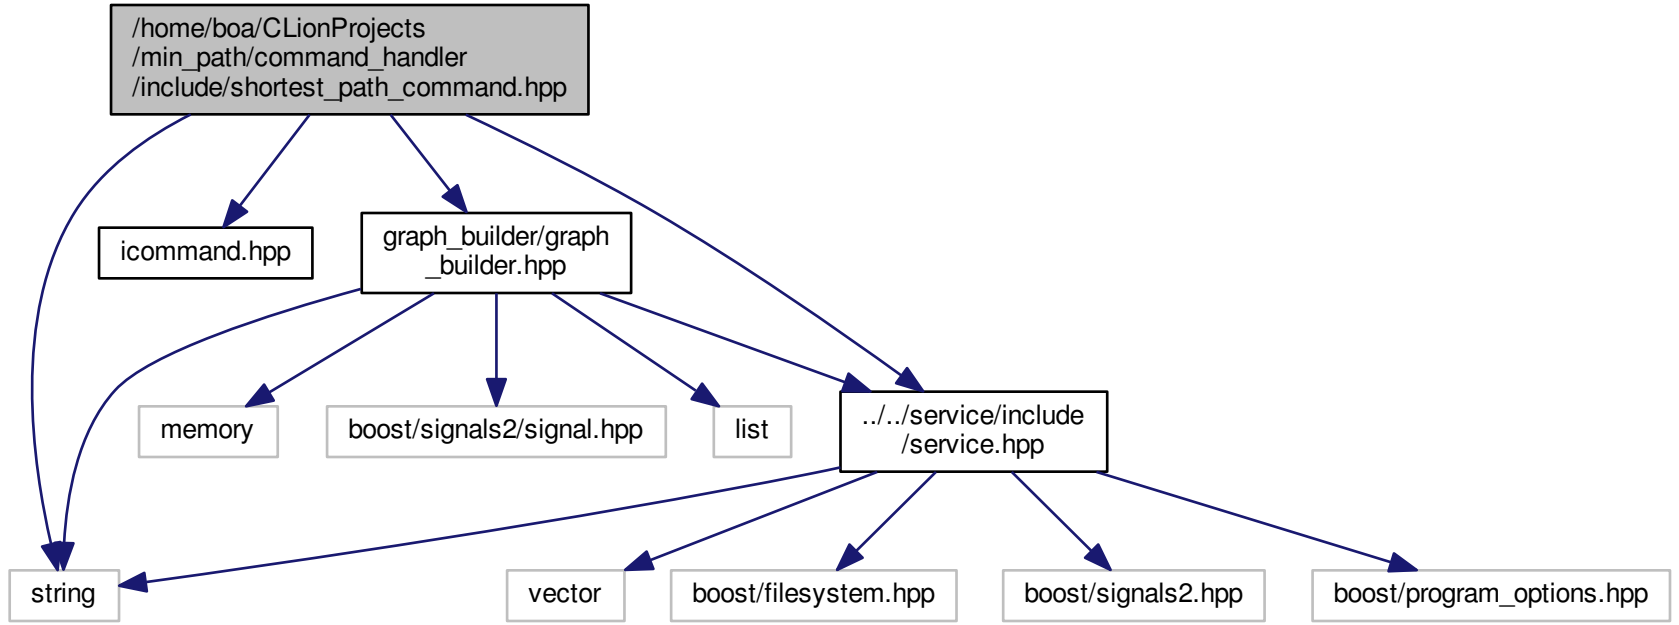 /home/boa/CLionProjects
/min_path/command_handler
/include/shortest_path_command.hpp
icommand.hpp
graph_builder/graph
_builder.hpp
memory
boost/signals2/signal.hpp
list
../../service/include
/service.hpp
string
vector
boost/filesystem.hpp
boost/signals2.hpp
boost/program_options.hpp